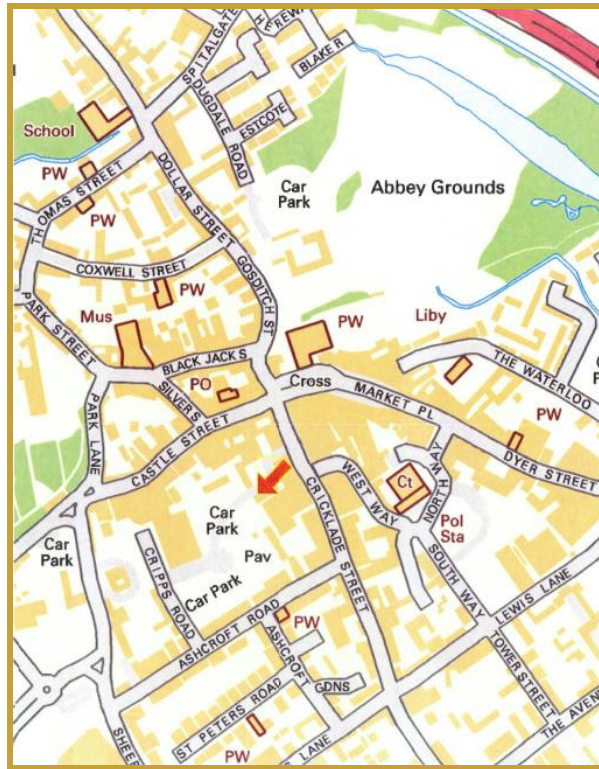 SPITALGATE
HEREWA
BLAKE R
DUGDALE ROAD
ESTCOTE
School
PW
THOMAS STREET
PW
DOLLAR STREET
Car
Park
Abbey Grounds
COXWELL STREET
GOSDITCH ST
PW
PARK STREET
Mus
PW
Liby
BLACK JACK S
THE WATERLOO
PO
Cross
MARKET PL
SILVER S
PW
PARK LANE
CASTLE STREET
DYER STREET
WEST WAY
Ct
NORTH WAY
Car
Park
CRICKLADE STREET
Pol
Sta
Car
Park
CRIPPS ROAD
Pav
SOUTH WAY
Car Park
LEWIS LANE
ASHCROFT ROAD
PW
TOWER STREET
ASHCROFT
GDNS
ST PETERS ROAD
THE AVEN
SHEEP
PW
S LANE